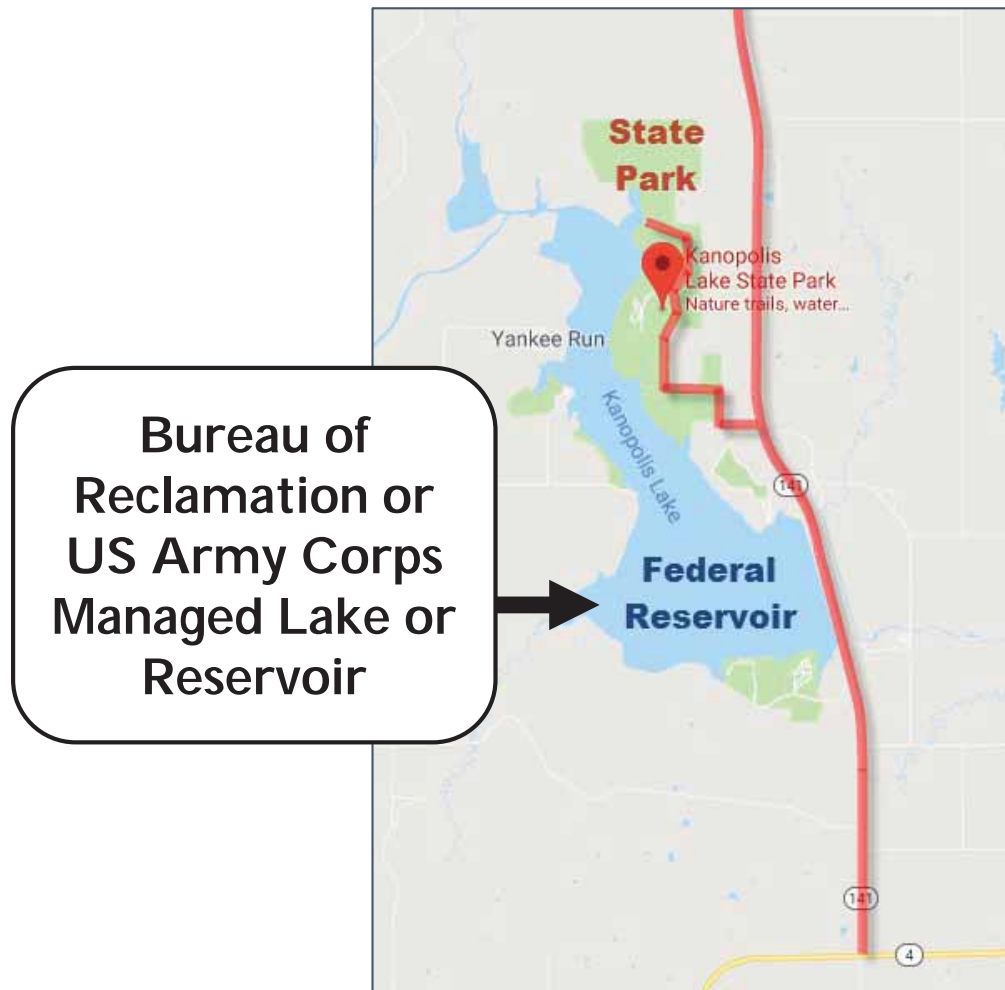 State
Park
Kanopolis
Lake State Park
Nature trails, water...
Yankee Run
Kanopolis Lake
141
Bureau of
Reclamation or
US Army Corps
Managed Lake or
Reservoir
Federal
Reservoir
141
4